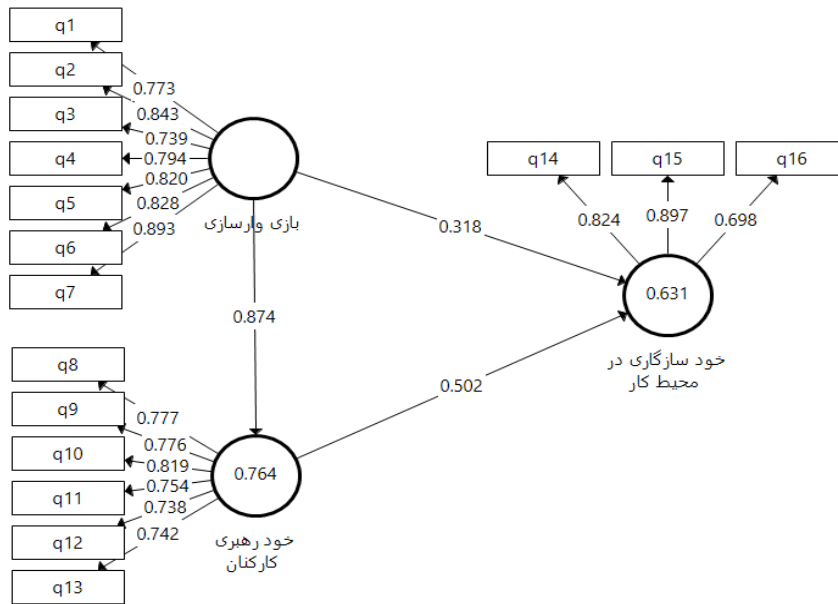 q1
q2
q3
q4
q5
q6
q7
0.773
0.843
0.739
0.794
0.820
0.828
0.893
بازی وارسازی
q14
q15
q16
0.824
0.897
0.698
0.318
0.631
خود سازگاری در
محیط کار
0.874
0.502
q8
q9
q10
q11
q12
q13
0.777
0.776
0.819
0.754
0.738
0.742
0.764
خود رهبری
کارکنان